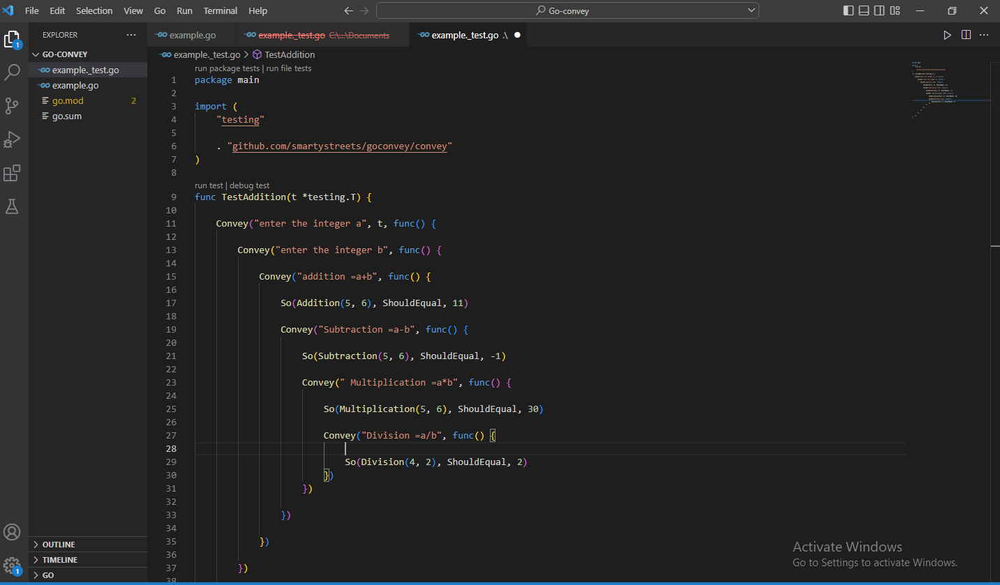 File Edit Selection View Go Run Terminal Help Go-convey
EXPLORER
GO-CONVEY
example._test.go
example.go
go.mod 2
go.sum
OUTLINE
TIMELINE
GO
1
1
example.go example._test.go C:\...\Documents example._test.go .\
example._test.go > TestAddition
run package tests | run file tests
1 package main
2
3 import (
4 "testing"
5
6 . "github.com/smartystreets/goconvey/convey"
7 )
8
run test | debug test
9 func TestAddition(t *testing.T) {
10
11 Convey("enter the integer a", t, func() {
12
13 Convey("enter the integer b", func() {
14
15 Convey("addition =a+b", func() {
16
17 So(Addition(5, 6), ShouldEqual, 11)
18
19 Convey("Subtraction =a-b", func() {
20
21 So(Subtraction(5, 6), ShouldEqual, -1)
22
23 Convey(" Multiplication =a*b", func() {
24
25 So(Multiplication(5, 6), ShouldEqual, 30)
26
27 Convey("Division =a/b", func() {
28
29 So(Division(4, 2), ShouldEqual, 2)
30 })
31 })
32
33 })
34
35 })
36
37 })
38
Activate Windows
Go to Settings to activate Windows.